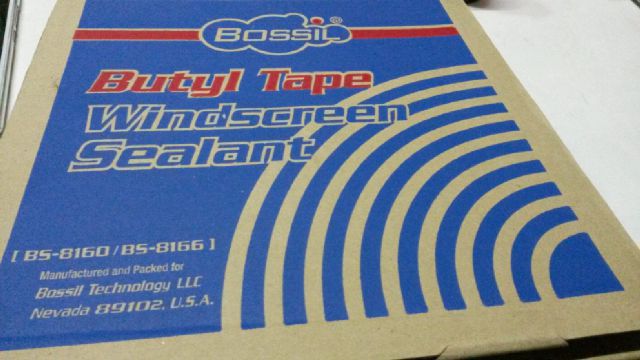 Bossil®
Butyl Tape
Windscreen
Sealant
[ BS-8160 / BS-8166 ]
Manufactured and Packed for
Bossil Technology LLC
Nevada 89102, U.S.A.